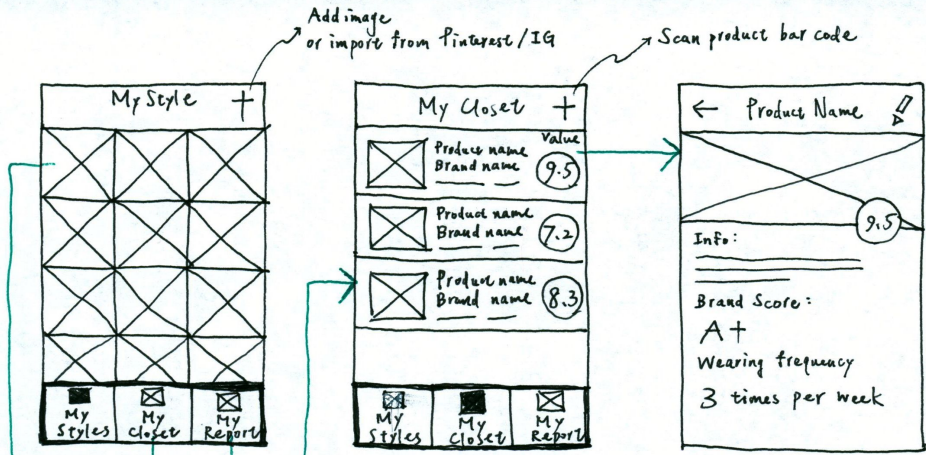 Add image
or import from Pinterest/IG
Scan product bar code
My Style +
My Closet +
← Product Name
Value
Product name
Brand name
9.5
Product name
Brand name
7.2
Product name
Brand name
8.3
9.5
Info:
Brand Score:
A+
Wearing frequency
3 times per week
My
Styles
My
Closet
My
Report
My
Styles
My
Closet
My
Report